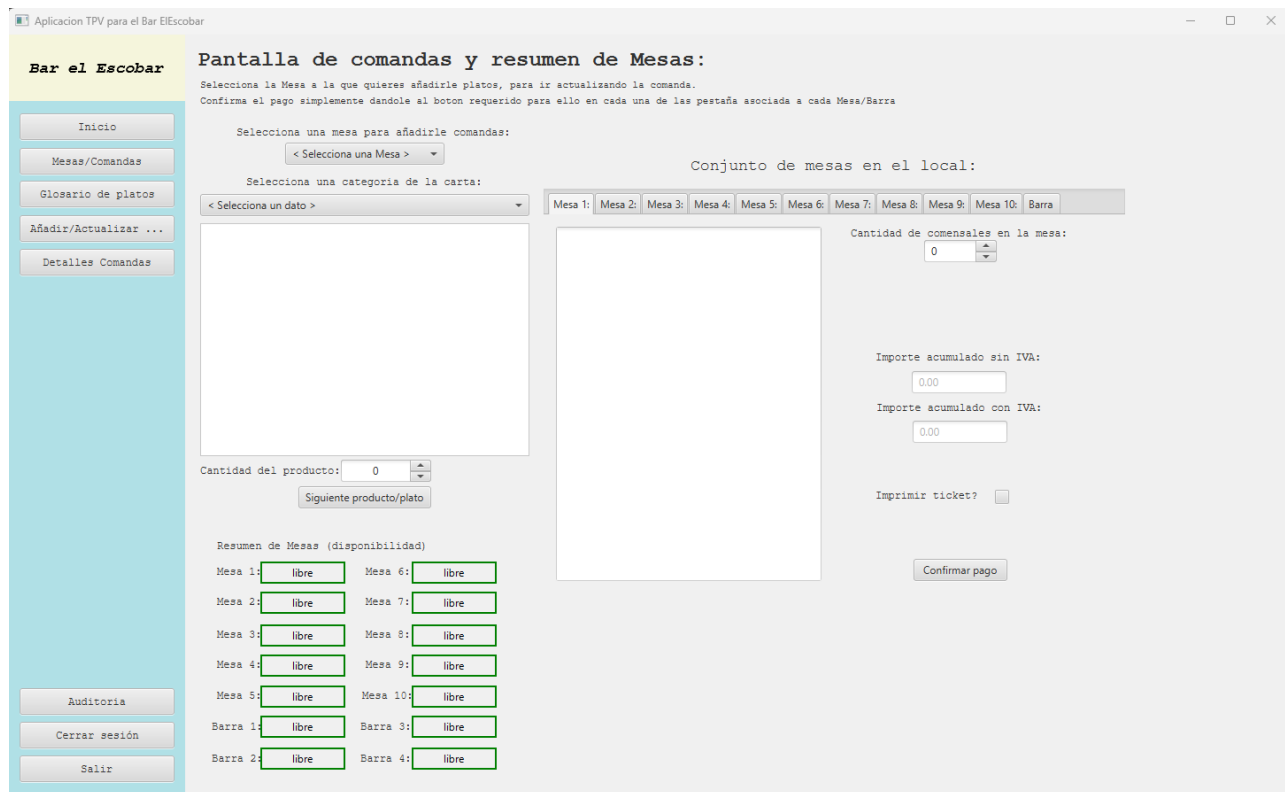 Aplicacion TPV para el Bar ElEscobar
Bar el Escobar
Inicio
Mesas/Comandas
Glosario de platos
Añadir/Actualizar ...
Detalles Comandas
Auditoria
Cerrar sesión
Salir
Pantalla de comandas y resumen de Mesas:
Selecciona la Mesa a la que quieres añadirle platos, para ir actualizando la comanda.
Confirma el pago simplemente dandole al boton requerido para ello en cada una de las pestaña asociada a cada Mesa/Barra
Selecciona una mesa para añadirle comandas:
< Selecciona una Mesa >
Selecciona una categoria de la carta:
< Selecciona un dato >
Cantidad del producto: 0
Siguiente producto/plato
Resumen de Mesas (disponibilidad)
Mesa 1: libre Mesa 6: libre
Mesa 2: libre Mesa 7: libre
Mesa 3: libre Mesa 8: libre
Mesa 4: libre Mesa 9: libre
Mesa 5: libre Mesa 10: libre
Barra 1: libre Barra 3: libre
Barra 2: libre Barra 4: libre
Conjunto de mesas en el local:
Mesa 1: Mesa 2: Mesa 3: Mesa 4: Mesa 5: Mesa 6: Mesa 7: Mesa 8: Mesa 9: Mesa 10: Barra
Cantidad de comensales en la mesa:
0
Importe acumulado sin IVA:
0.00
Importe acumulado con IVA:
0.00
Imprimir ticket?
Confirmar pago